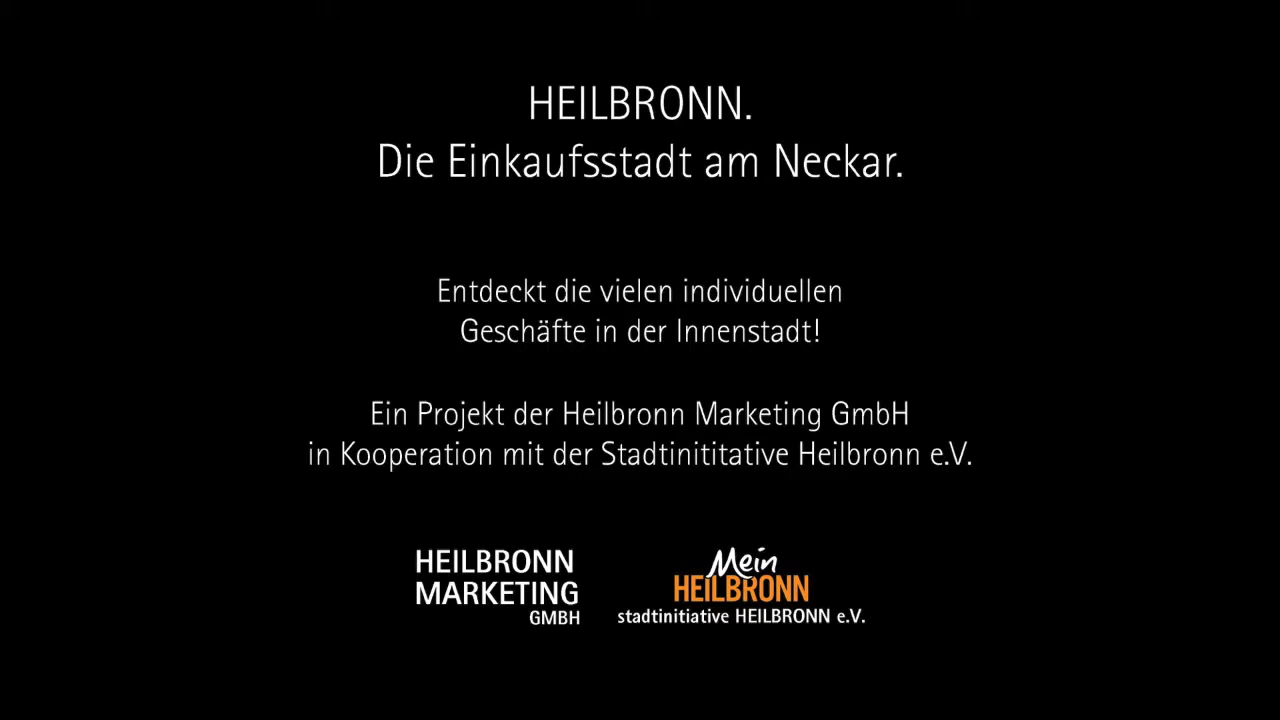 HEILBRONN.
Die Einkaufsstadt am Neckar.
Entdeckt die vielen individuellen
Geschäfte in der Innenstadt!
Ein Projekt der Heilbronn Marketing GmbH
in Kooperation mit der Stadtinititative Heilbronn e.V.
HEILBRONN
MARKETING
GMBH
Mein
HEILBRONN
stadtinitiative HEILBRONN e.V.